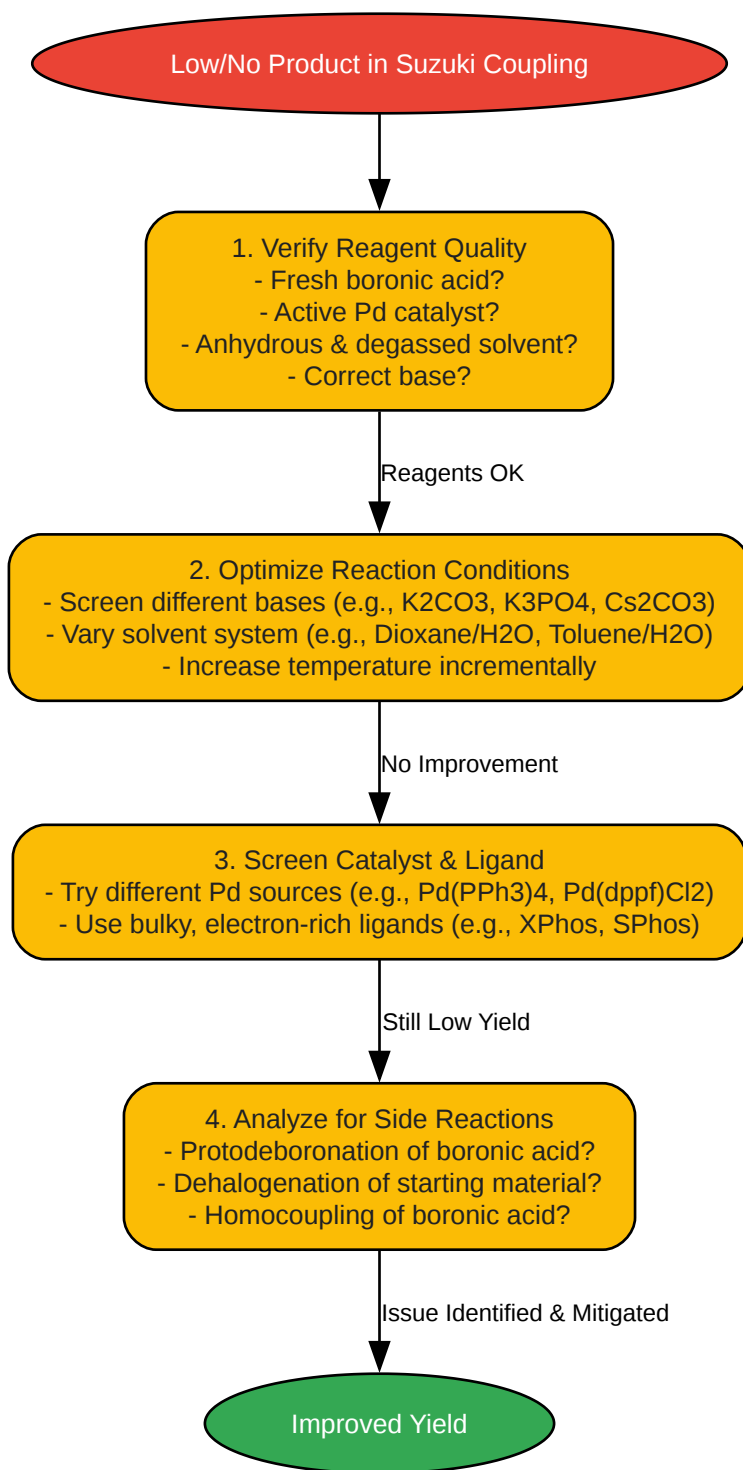 Low/No Product in Suzuki Coupling
1. Verify Reagent Quality
- Fresh boronic acid?
- Active Pd catalyst?
- Anhydrous & degassed solvent?
- Correct base?
Reagents OK
2. Optimize Reaction Conditions
- Screen different bases (e.g., K2CO3, K3PO4, Cs2CO3)
- Vary solvent system (e.g., Dioxane/H2O, Toluene/H2O)
- Increase temperature incrementally
No Improvement
3. Screen Catalyst & Ligand
- Try different Pd sources (e.g., Pd(PPh3)4, Pd(dppf)Cl2)
- Use bulky, electron-rich ligands (e.g., XPhos, SPhos)
Still Low Yield
4. Analyze for Side Reactions
- Protodeboronation of boronic acid?
- Dehalogenation of starting material?
- Homocoupling of boronic acid?
Issue Identified & Mitigated
Improved Yield